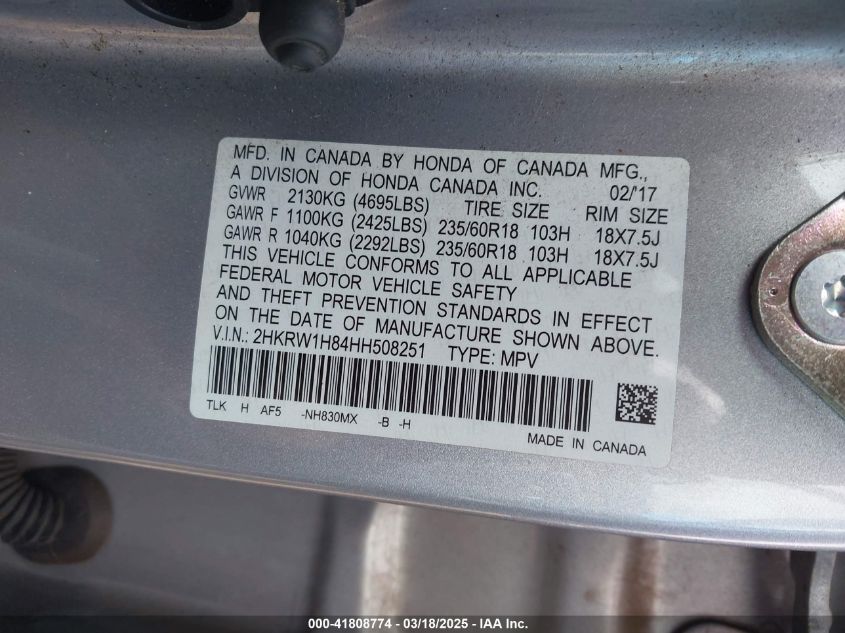 MFD. IN CANADA BY HONDA OF CANADA MFG.,
A DIVISION OF HONDA CANADA INC. 02/'17
GVWR 2130KG (4695LBS) TIRE SIZE RIM SIZE
GAWR F 1100KG (2425LBS) 235/60R18 103H 18X7.5J
GAWR R 1040KG (2292LBS) 235/60R18 103H 18X7.5J
THIS VEHICLE CONFORMS TO ALL APPLICABLE
FEDERAL MOTOR VEHICLE SAFETY
AND THEFT PREVENTION STANDARDS IN EFFECT
ON THE DATE OF MANUFACTURE SHOWN ABOVE.
V.I.N.: 2HKRW1H84HH508251 TYPE: MPV
TLK H AF5 -NH830MX -B -H
MADE IN CANADA
000-41808774 - 03/18/2025 - IAA Inc.